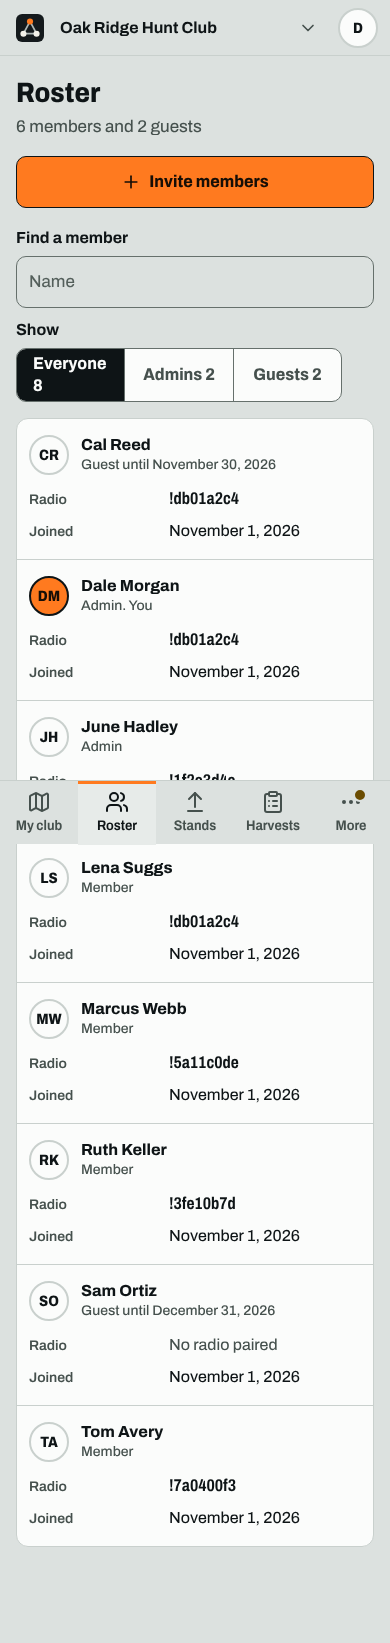 Oak Ridge Hunt Club
D
Roster
6 members and 2 guests
Invite members
Find a member
Name
Show
Everyone
8
Admins 2
Guests 2
CR
Cal Reed
Guest until November 30, 2026
Radio
!db01a2c4
Joined
November 1, 2026
DM
Dale Morgan
Admin. You
Radio
!db01a2c4
Joined
November 1, 2026
JH
June Hadley
Admin
My club
Roster
Stands
Harvests
More
LS
Lena Suggs
Member
Radio
!db01a2c4
Joined
November 1, 2026
MW
Marcus Webb
Member
Radio
!5a11c0de
Joined
November 1, 2026
RK
Ruth Keller
Member
Radio
!3fe10b7d
Joined
November 1, 2026
SO
Sam Ortiz
Guest until December 31, 2026
Radio
No radio paired
Joined
November 1, 2026
TA
Tom Avery
Member
Radio
!7a0400f3
Joined
November 1, 2026